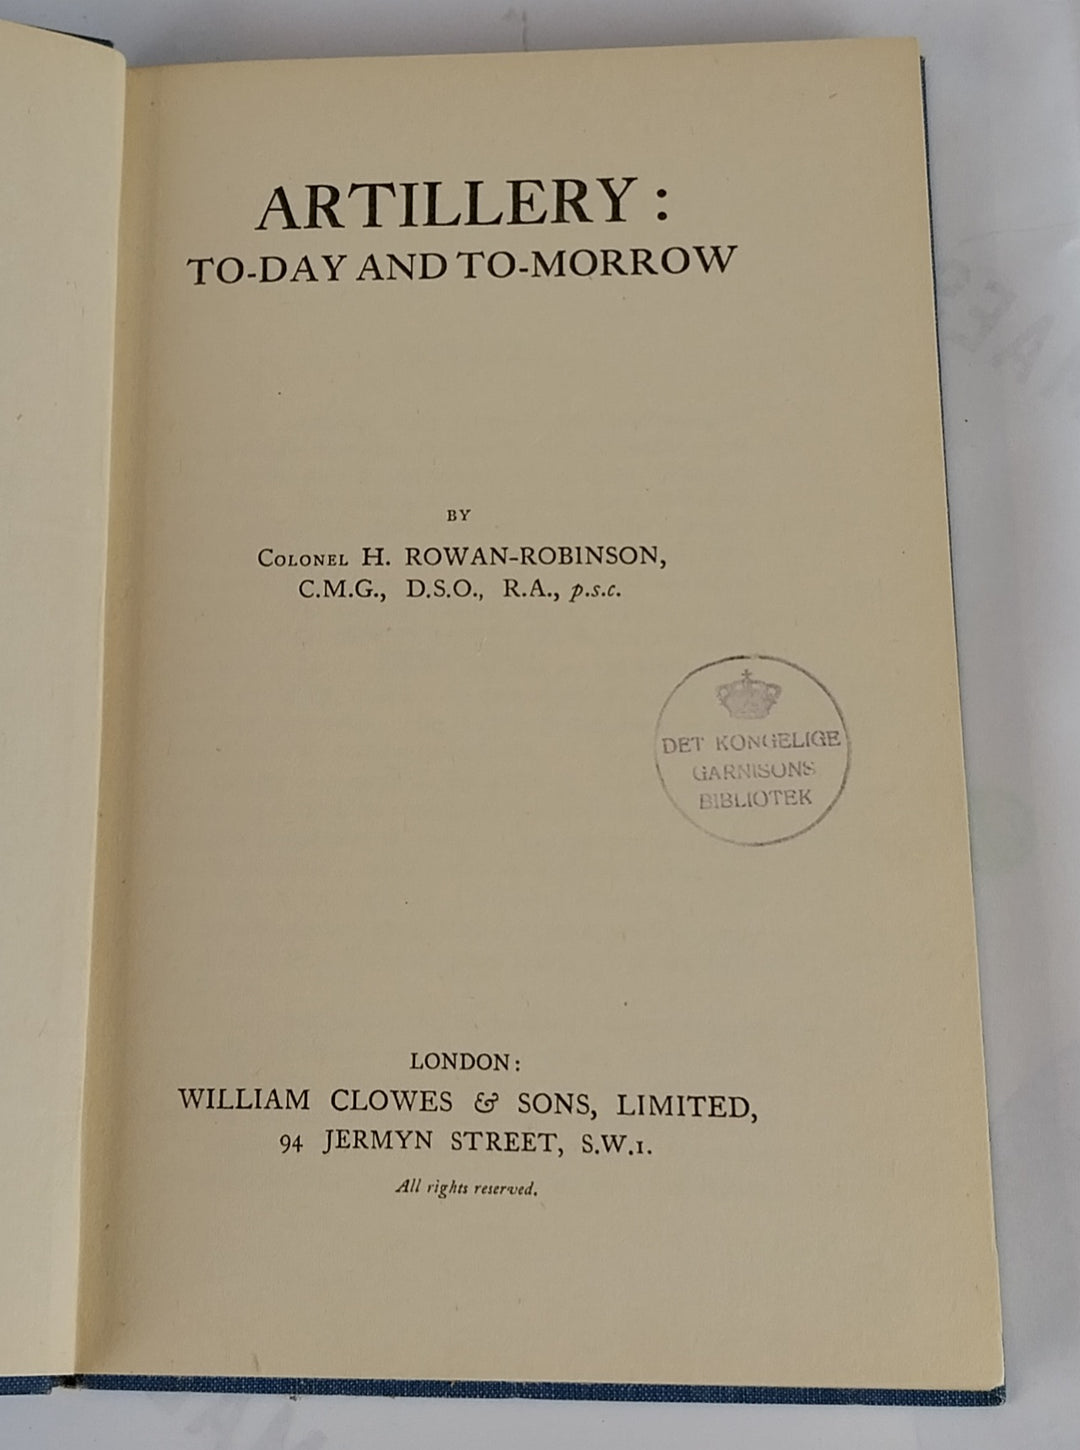 ARTILLERY:
TO-DAY AND TO-MORROW
BY
COLONEL H. ROWAN-ROBINSON,
C.M.G., D.S.O., R.A., p.s.c.
DET KONGELIGE
GARNISONS
BIBLIOTEK
LONDON:
WILLIAM CLOWES & SONS, LIMITED,
94 JERMYN STREET, S.W.1.
All rights reserved.